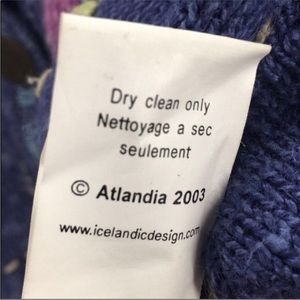 Dry clean only
Nettoyage a sec
seulement
© Atlandia 2003
www.icelandicdesign.com